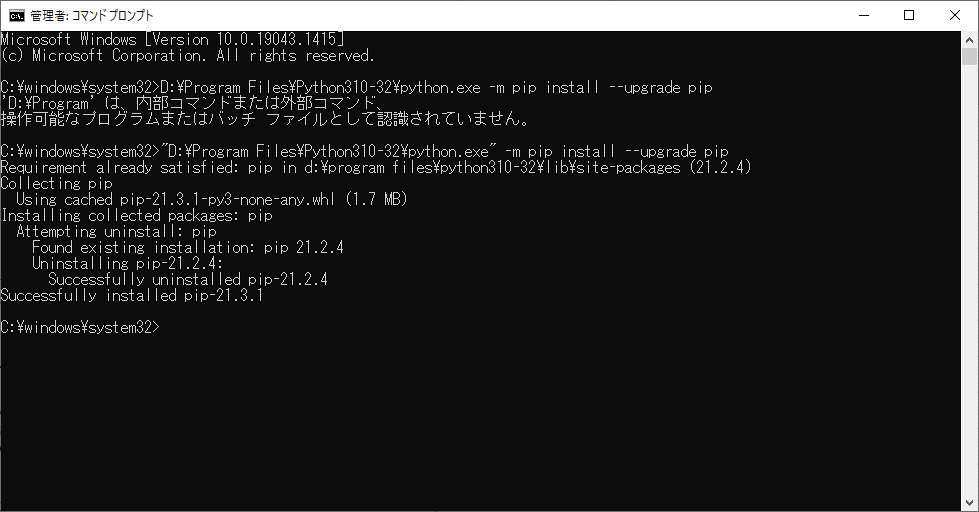 管理者: コマンドプロンプト
Microsoft Windows [Version 10.0.19043.1415]
(c) Microsoft Corporation. All rights reserved.
C:¥windows¥system32>D:¥Program Files¥Python310-32¥python.exe -m pip install --upgrade pip
'D:¥Program' は、内部コマンドまたは外部コマンド、
操作可能なプログラムまたはバッチ ファイルとして認識されていません。
C:¥windows¥system32>"D:¥Program Files¥Python310-32¥python.exe" -m pip install --upgrade pip
Requirement already satisfied: pip in d:¥program files¥python310-32¥lib¥site-packages (21.2.4)
Collecting pip
  Using cached pip-21.3.1-py3-none-any.whl (1.7 MB)
Installing collected packages: pip
  Attempting uninstall: pip
    Found existing installation: pip 21.2.4
    Uninstalling pip-21.2.4:
      Successfully uninstalled pip-21.2.4
Successfully installed pip-21.3.1
C:¥windows¥system32>